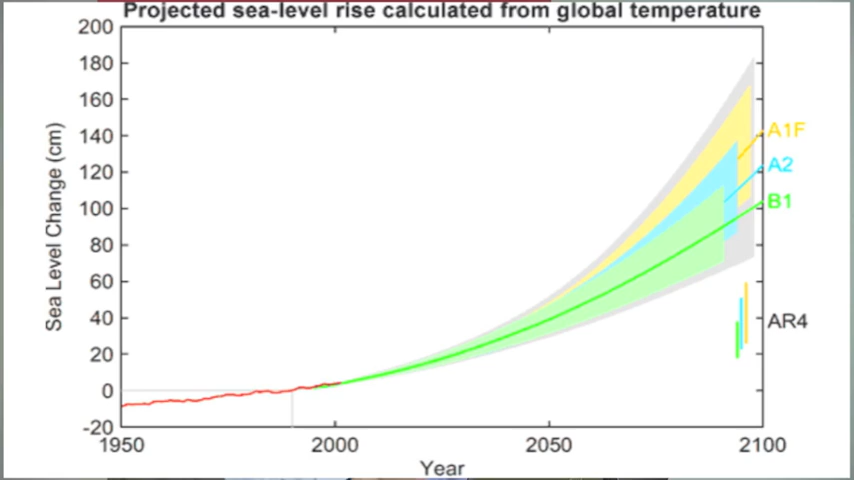 Projected sea-level rise calculated from global temperature
200
180
160
140
120
100
80
60
40
20
0
-20
Sea Level Change (cm)
1950
2000
2050
2100
Year
A1F
A2
B1
AR4